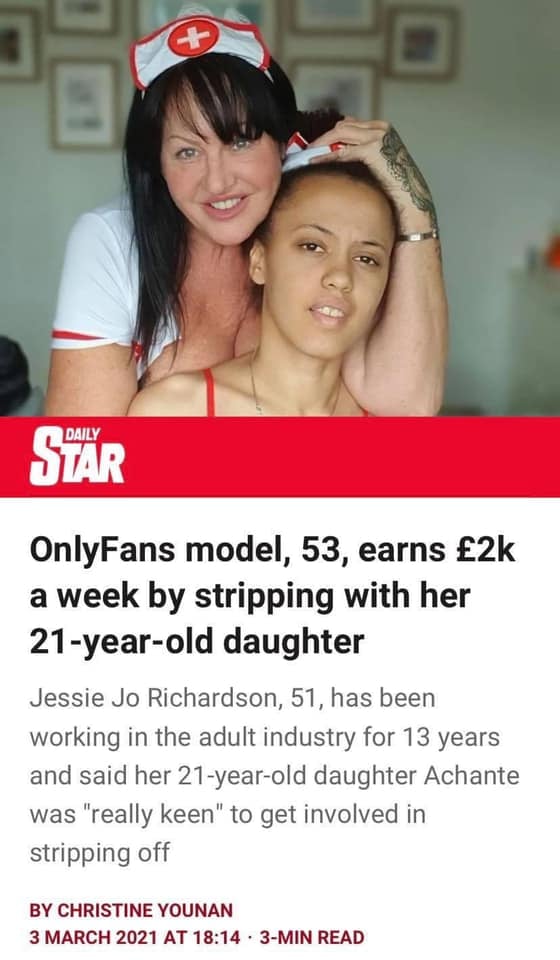 DAILY
STAR
OnlyFans model, 53, earns £2k
a week by stripping with her
21-year-old daughter
Jessie Jo Richardson, 51, has been
working in the adult industry for 13 years
and said her 21-year-old daughter Achante
was "really keen" to get involved in
stripping off
BY CHRISTINE YOUNAN
3 MARCH 2021 AT 18:14 · 3-MIN READ